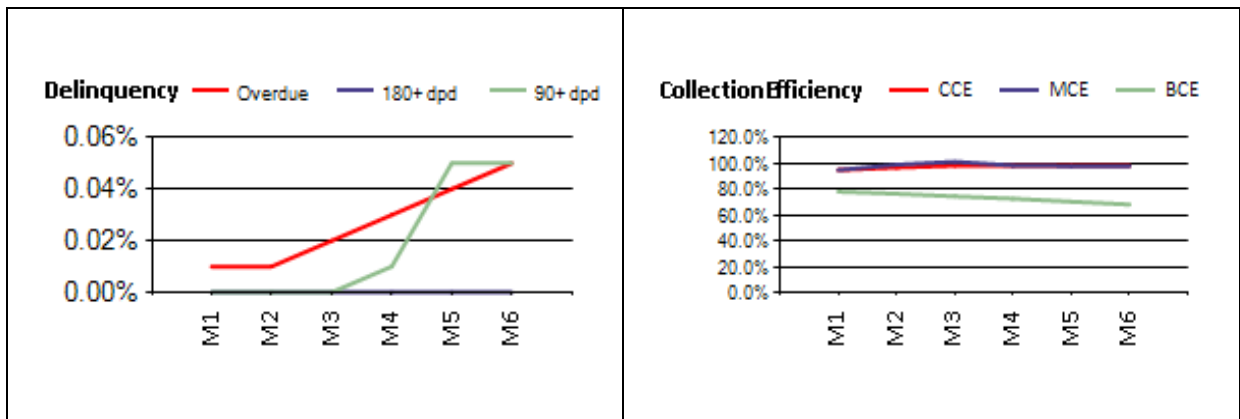 Delinquency Overdue 180+ dpd 90+ dpd
0.06%
0.04%
0.02%
0.00%
M1 M2 M3 M4 M5 M6
CollectionEfficiency CCE MCE BCE
120.0%
100.0%
80.0%
60.0%
40.0%
20.0%
0.0%
M1 M2 M3 M4 M5 M6